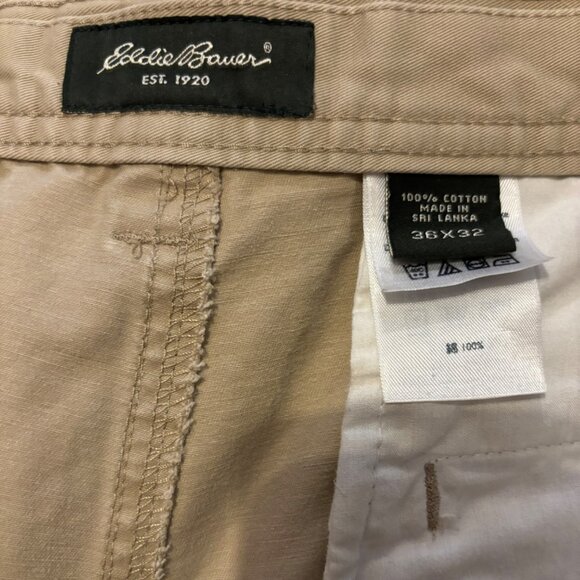 Eddie Bauer®
EST. 1920
100% COTTON
MADE IN
SRI LANKA
36X32
100%